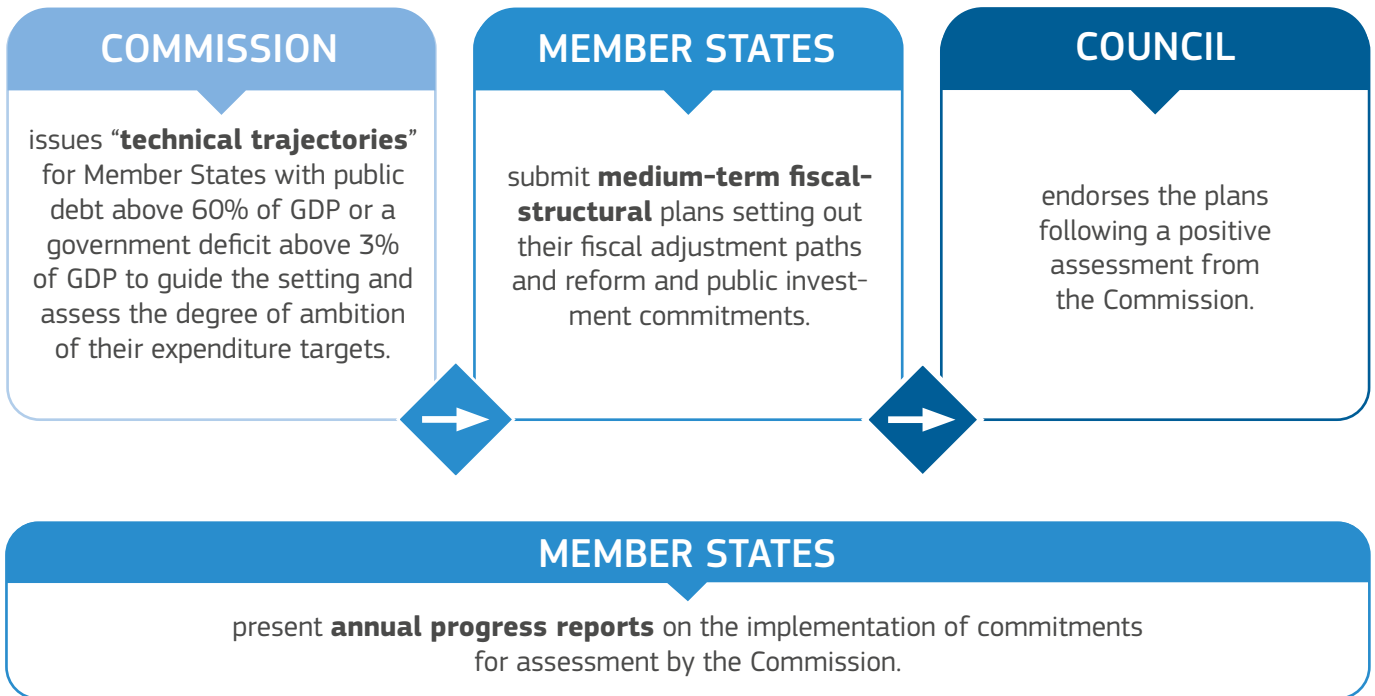 COMMISSION
issues “technical trajectories”
for Member States with public
debt above 60% of GDP or a
government deficit above 3%
of GDP to guide the setting and
assess the degree of ambition
of their expenditure targets.
MEMBER STATES
submit medium-term fiscal-
structural plans setting out
their fiscal adjustment paths
and reform and public invest-
ment commitments.
COUNCIL
endorses the plans
following a positive
assessment from
the Commission.
MEMBER STATES
present annual progress reports on the implementation of commitments
for assessment by the Commission.